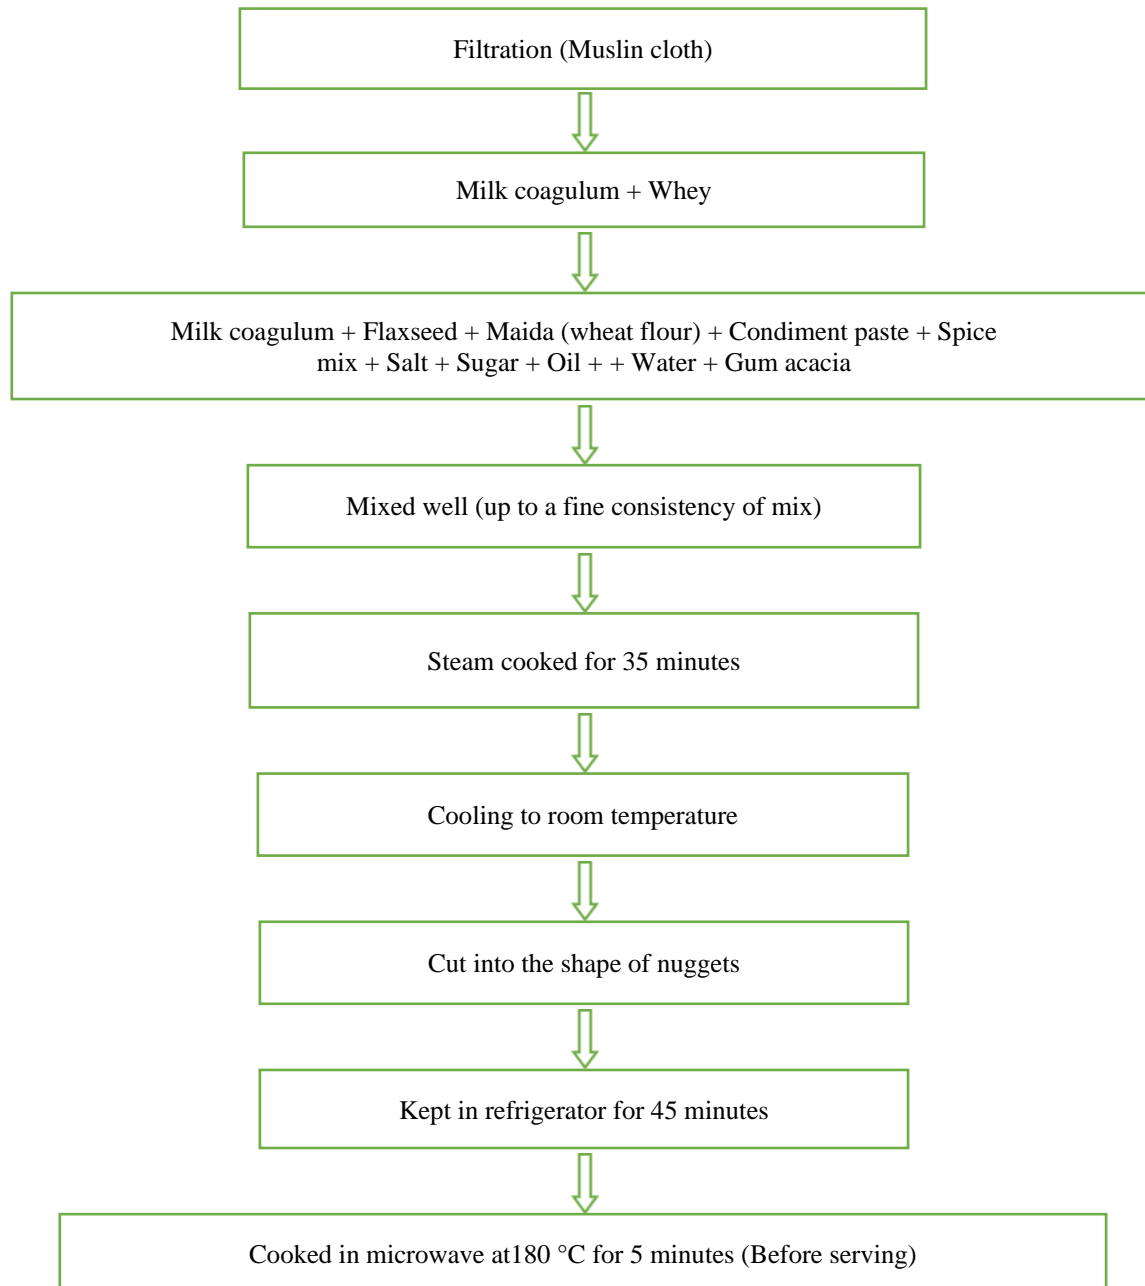 Filtration (Muslin cloth)
Milk coagulum + Whey
Milk coagulum + Flaxseed + Maida (wheat flour) + Condiment paste + Spice
mix + Salt + Sugar + Oil + + Water + Gum acacia
Mixed well (up to a fine consistency of mix)
Steam cooked for 35 minutes
Cooling to room temperature
Cut into the shape of nuggets
Kept in refrigerator for 45 minutes
Cooked in microwave at180 °C for 5 minutes (Before serving)